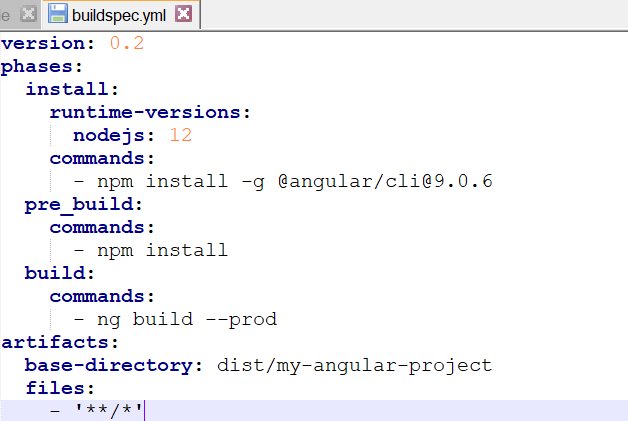 le buildspec.yml
version: 0.2
phases:
  install:
    runtime-versions:
      nodejs: 12
    commands:
      - npm install -g @angular/cli@9.0.6
  pre_build:
    commands:
      - npm install
  build:
    commands:
      - ng build --prod
artifacts:
  base-directory: dist/my-angular-project
  files:
    - '**/*'